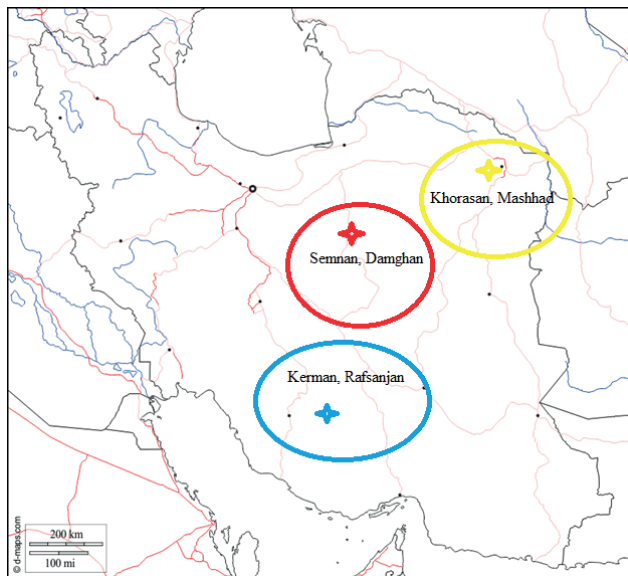 Khorasan, Mashhad
Semnan, Damghan
Kerman, Rafsanjan
200 km
100 mi
© d-maps.com